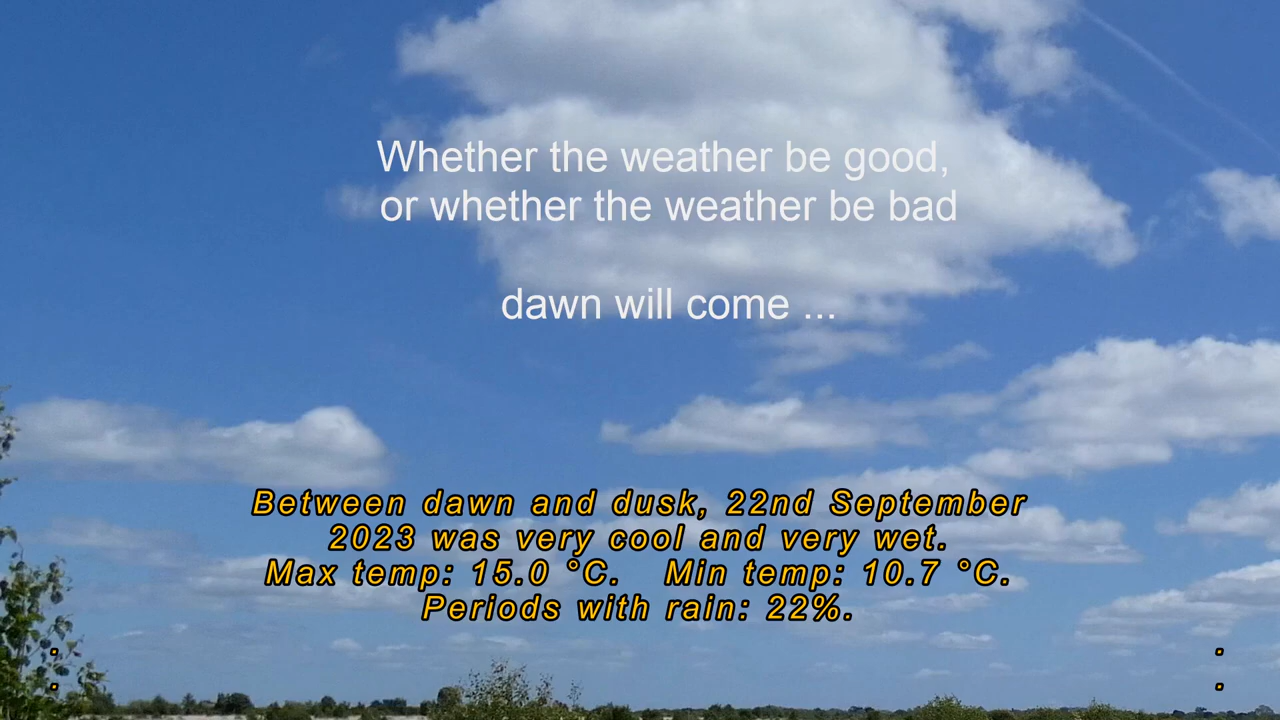 Whether the weather be good,
or whether the weather be bad
dawn will come ...
Between dawn and dusk, 22nd September
2023 was very cool and very wet.
Max temp: 15.0 °C.   Min temp: 10.7 °C.
Periods with rain: 22%.
:   :
:   :